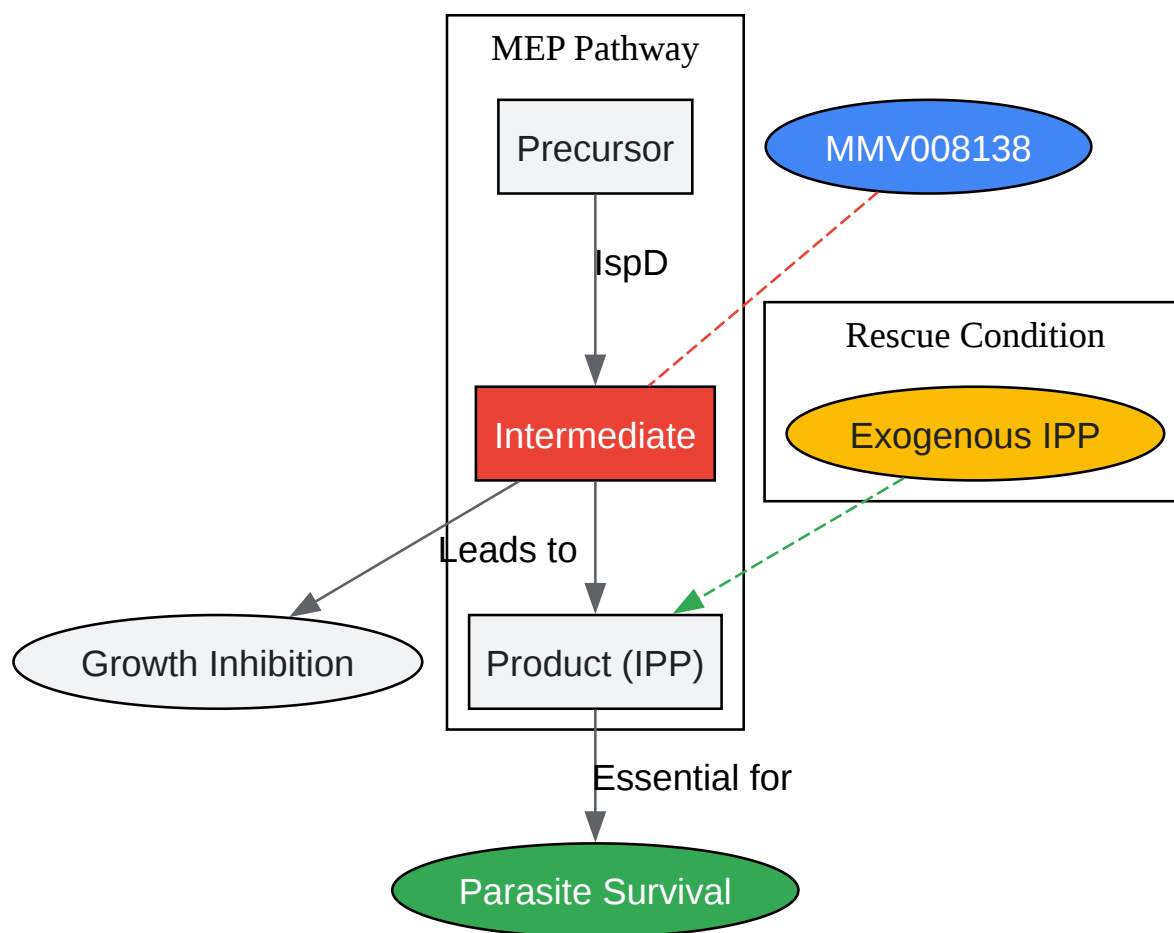 MEP Pathway
Precursor
MMV008138
IspD
Rescue Condition
Intermediate
Exogenous IPP
Leads to
Growth Inhibition
Product (IPP)
Essential for
Parasite Survival